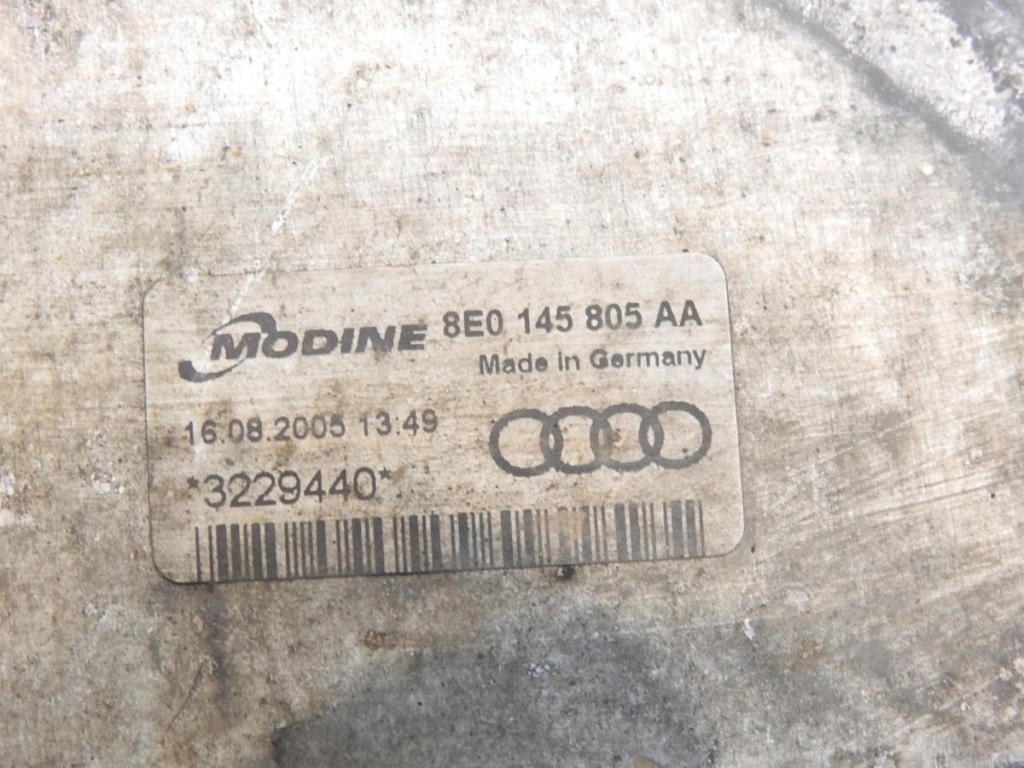 MODINE 8E0 145 805 AA
Made in Germany
16.08.2005 13:49
*3229440*